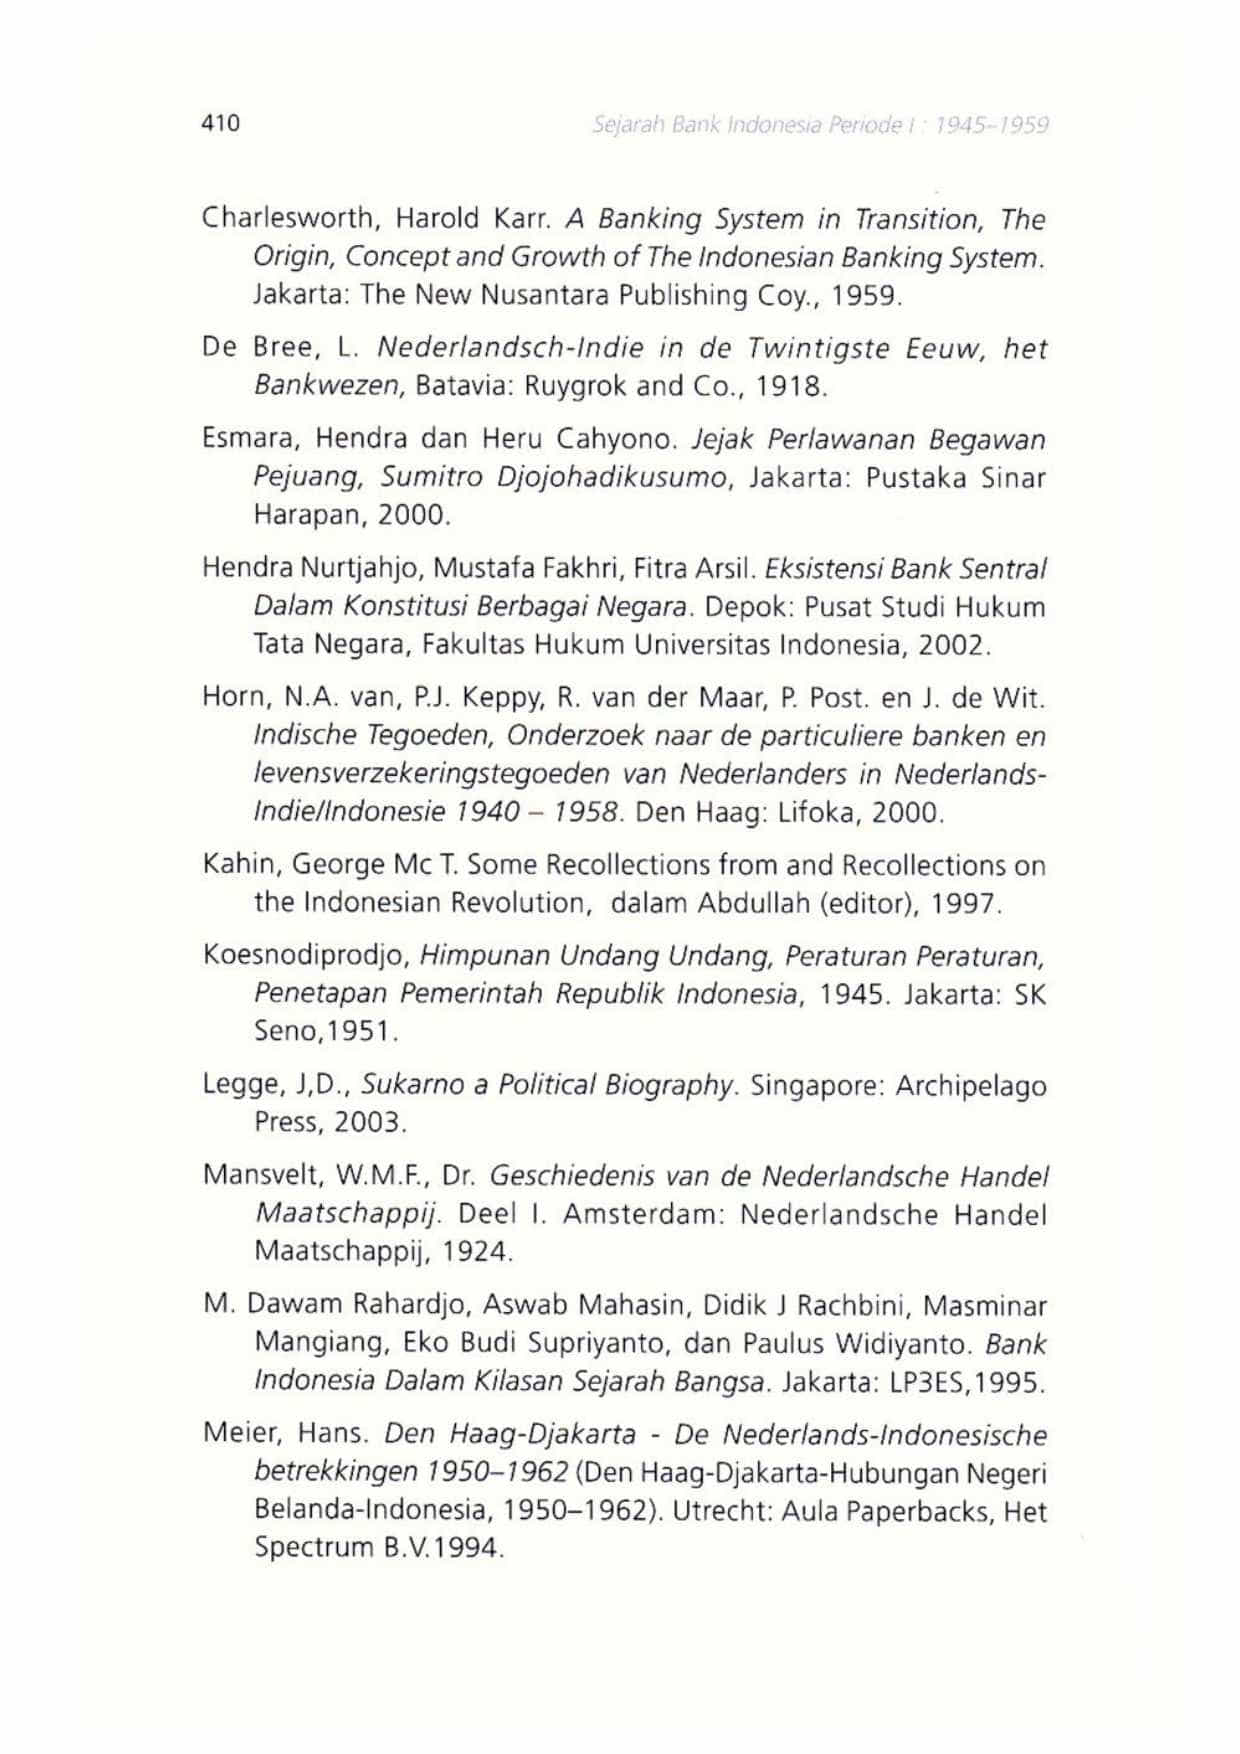 410
Sejarah Bank Indonesia Periode I : 1945–1959
Charlesworth, Harold Karr. A Banking System in Transition, The
Origin, Concept and Growth of The Indonesian Banking System.
Jakarta: The New Nusantara Publishing Coy., 1959.
De Bree, L. Nederlandsch-Indie in de Twintigste Eeuw, het
Bankwezen, Batavia: Ruygrok and Co., 1918.
Esmara, Hendra dan Heru Cahyono. Jejak Perlawanan Begawan
Pejuang, Sumitro Djojohadikusumo, Jakarta: Pustaka Sinar
Harapan, 2000.
Hendra Nurtjahjo, Mustafa Fakhri, Fitra Arsil. Eksistensi Bank Sentral
Dalam Konstitusi Berbagai Negara. Depok: Pusat Studi Hukum
Tata Negara, Fakultas Hukum Universitas Indonesia, 2002.
Horn, N.A. van, P.J. Keppy, R. van der Maar, P. Post. en J. de Wit.
Indische Tegoeden, Onderzoek naar de particuliere banken en
levensverzekeringstegoeden van Nederlanders in Nederlands-
Indie/Indonesie 1940 – 1958. Den Haag: Lifoka, 2000.
Kahin, George Mc T. Some Recollections from and Recollections on
the Indonesian Revolution, dalam Abdullah (editor), 1997.
Koesnodiprodjo, Himpunan Undang Undang, Peraturan Peraturan,
Penetapan Pemerintah Republik Indonesia, 1945. Jakarta: SK
Seno,1951.
Legge, J,D., Sukarno a Political Biography. Singapore: Archipelago
Press, 2003.
Mansvelt, W.M.F., Dr. Geschiedenis van de Nederlandsche Handel
Maatschappij. Deel I. Amsterdam: Nederlandsche Handel
Maatschappij, 1924.
M. Dawam Rahardjo, Aswab Mahasin, Didik J Rachbini, Masminar
Mangiang, Eko Budi Supriyanto, dan Paulus Widiyanto. Bank
Indonesia Dalam Kilasan Sejarah Bangsa. Jakarta: LP3ES,1995.
Meier, Hans. Den Haag-Djakarta - De Nederlands-Indonesische
betrekkingen 1950–1962 (Den Haag-Djakarta-Hubungan Negeri
Belanda-Indonesia, 1950–1962). Utrecht: Aula Paperbacks, Het
Spectrum B.V.1994.